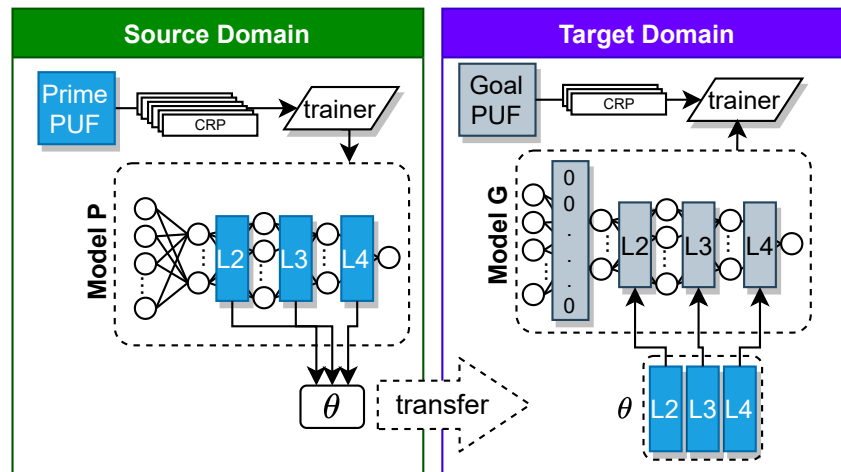 Source Domain
Prime
PUF
CRP
trainer
Model P
L2
L3
L4
θ
transfer
Target Domain
Goal
PUF
CRP
trainer
Model G
0
0
.
.
.
0
L2
L3
L4
θ
L2
L3
L4